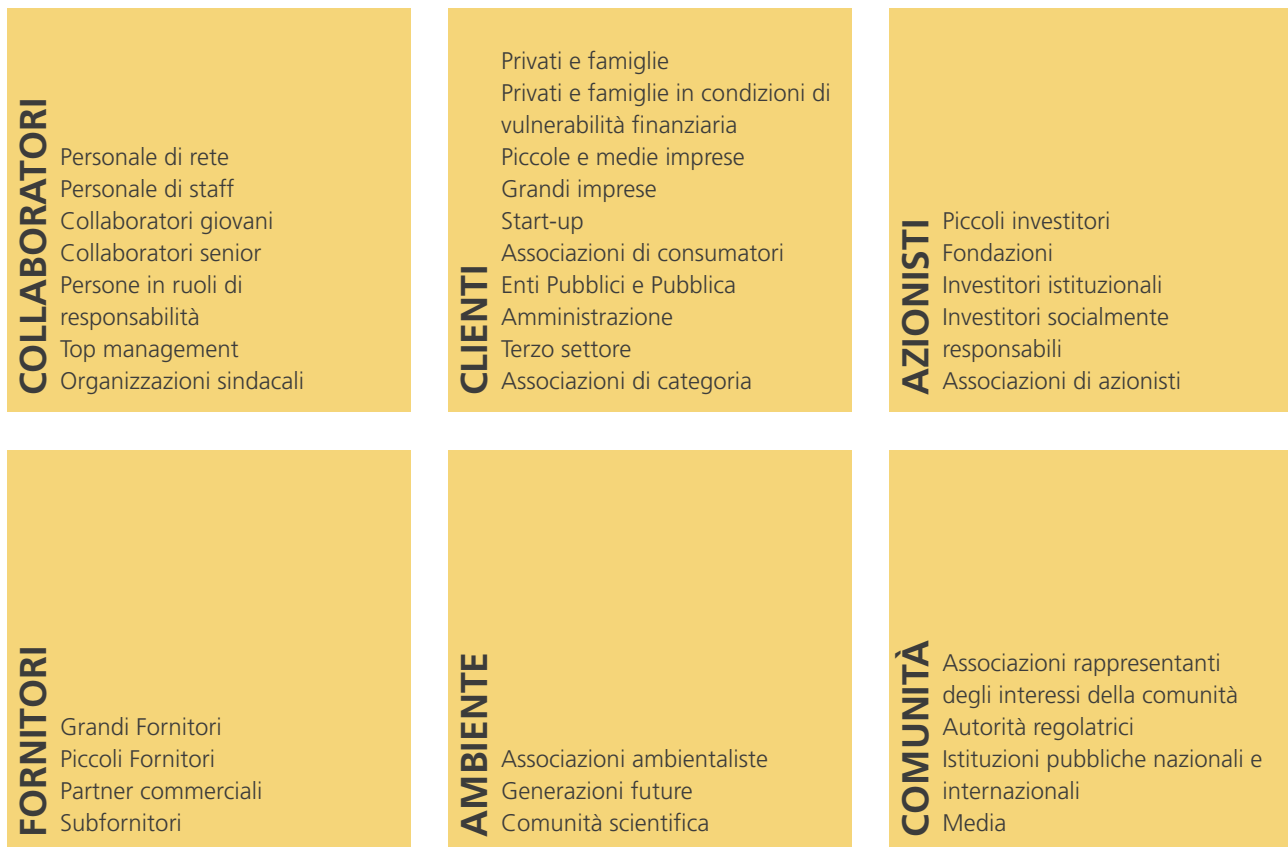 COLLABORATORI
Personale di rete
Personale di staff
Collaboratori giovani
Collaboratori senior
Persone in ruoli di
responsabilità
Top management
Organizzazioni sindacali
CLIENTI
Privati e famiglie
Privati e famiglie in condizioni di
vulnerabilità finanziaria
Piccole e medie imprese
Grandi imprese
Start-up
Associazioni di consumatori
Enti Pubblici e Pubblica
Amministrazione
Terzo settore
Associazioni di categoria
AZIONISTI
Piccoli investitori
Fondazioni
Investitori istituzionali
Investitori socialmente
responsabili
Associazioni di azionisti
FORNITORI
Grandi Fornitori
Piccoli Fornitori
Partner commerciali
Subfornitori
AMBIENTE
Associazioni ambientaliste
Generazioni future
Comunità scientifica
COMUNITÀ
Associazioni rappresentanti
degli interessi della comunità
Autorità regolatrici
Istituzioni pubbliche nazionali e
internazionali
Media